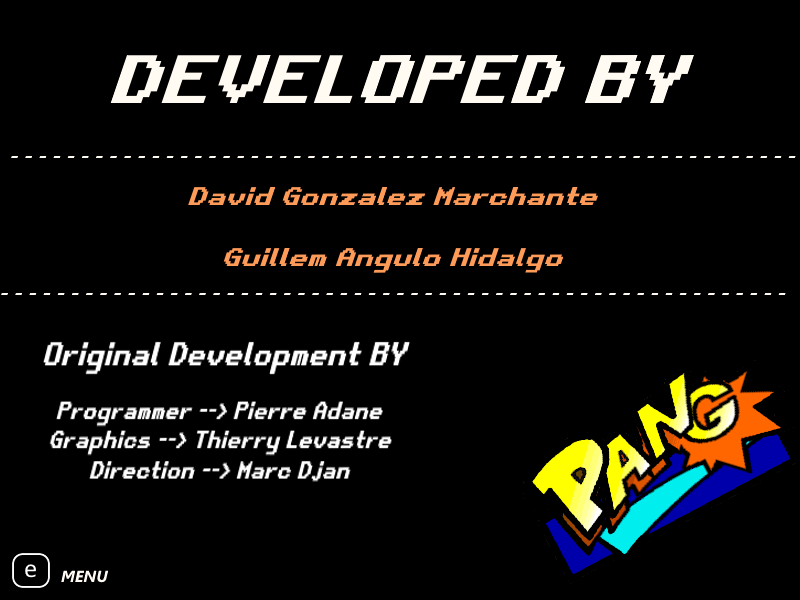 DEVELOPED BY
David Gonzalez Marchante
Guillem Angulo Hidalgo
Original Development BY
Programmer --> Pierre Adane
Graphics --> Thierry Levastre
Direction --> Marc Djan
PANG
e MENU